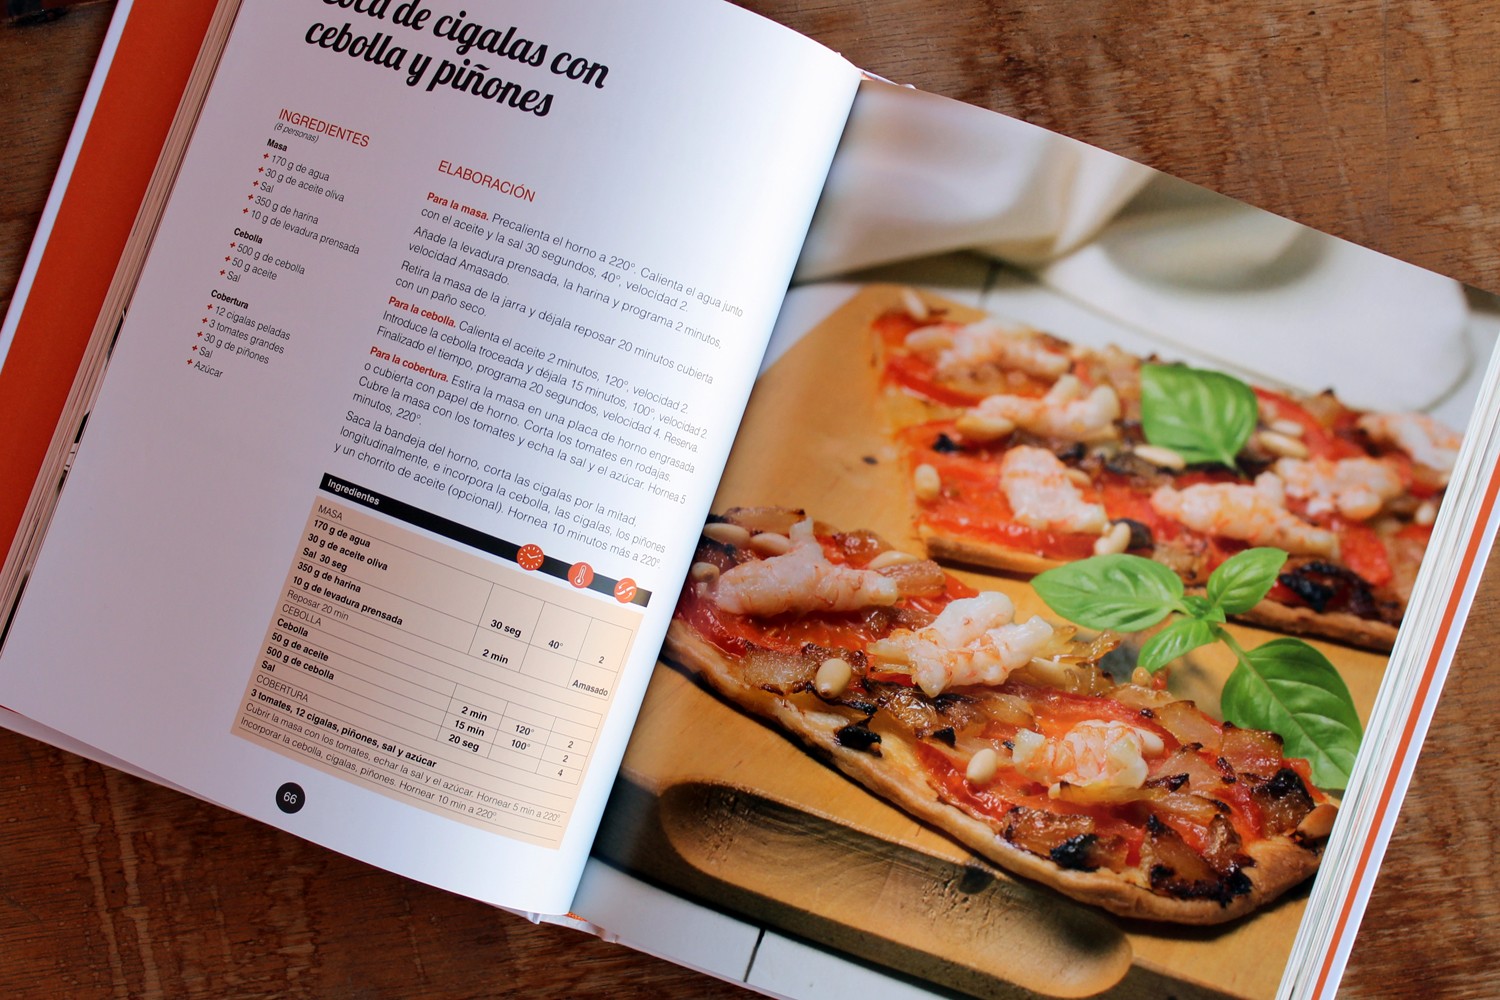 Coca de cigalas con
cebolla y piñones
INGREDIENTES
(8 personas)
Masa
+ 170 g de agua
+ 30 g de aceite oliva
+ Sal
+ 350 g de harina
+ 10 g de levadura prensada
Cebolla
+ 500 g de cebolla
+ 50 g aceite
+ Sal
Cobertura
+ 12 cigalas peladas
+ 3 tomates grandes
+ 30 g de piñones
+ Sal
+ Azúcar
ELABORACIÓN
Para la masa. Precalienta el horno a 220°. Calienta el agua junto
con el aceite y la sal 30 segundos, 40°, velocidad 2.
Añade la levadura prensada, la harina y programa 2 minutos,
velocidad Amasado.
Retira la masa de la jarra y déjala reposar 20 minutos cubierta
con un paño seco.
Para la cebolla. Calienta el aceite 2 minutos, 120°, velocidad 2.
Introduce la cebolla troceada y déjala 15 minutos, 100°, velocidad 2.
Finalizado el tiempo, programa 20 segundos, velocidad 4. Reserva
Para la cobertura. Estira la masa en una placa de horno engrasada
o cubierta con papel de horno. Corta los tomates en rodajas.
Cubre la masa con los tomates y echa la sal y el azúcar. Hornea 5
minutos, 220°.
Saca la bandeja del horno, corta las cigalas por la mitad,
longitudinalmente, e incorpora la cebolla, las cigalas, los piñones
y un chorrito de aceite (opcional). Hornea 10 minutos más a 220°.
Ingredientes
MASA
170 g de agua
30 g de aceite oliva
Sal 30 seg 30 seg 40° 2
350 g de harina
10 g de levadura prensada 2 min Amasado
Reposar 20 min
CEBOLLA
Cebolla
50 g de aceite 2 min 120° 2
500 g de cebolla 15 min 100° 2
Sal 20 seg 4
COBERTURA
3 tomates, 12 cigalas, piñones, sal y azúcar
Cubrir la masa con los tomates, echar la sal y el azúcar. Hornear 5 min a 220°.
Incorporar la cebolla, cigalas, piñones. Hornear 10 min a 220°.
66